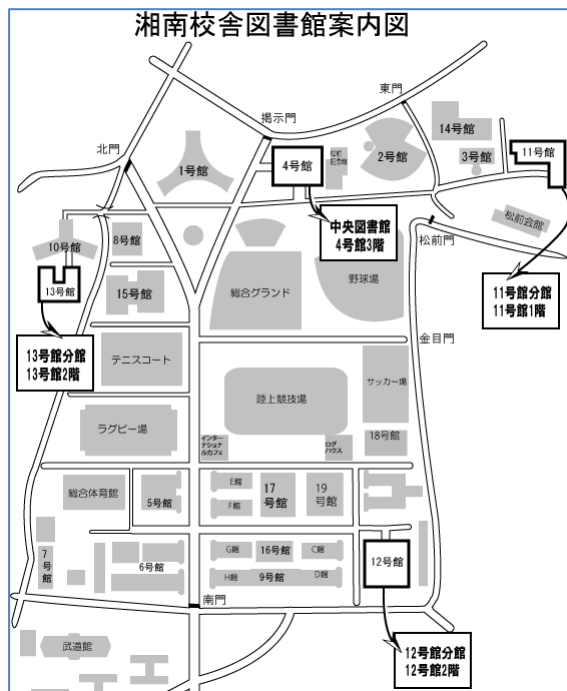 湘南校舎図書館案内図
東門
掲示門
北門
14号館
1号館
4号館
松前
記念館
2号館
3号館
11号館
松前会館
10号館
8号館
中央図書館
4号館3階
松前門
13号館
15号館
総合グランド
野球場
11号館分館
11号館1階
13号館分館
13号館2階
テニスコート
金目門
サッカー場
陸上競技場
ラグビー場
インター
ナショナ
ルカフェ
ログ
ハウス
18号館
総合体育館
5号館
E館
F館
17
号館
19
号館
7
号
館
6号館
G館
16号館
C館
H館
9号館
D館
12号館
南門
武道館
12号館分館
12号館2階